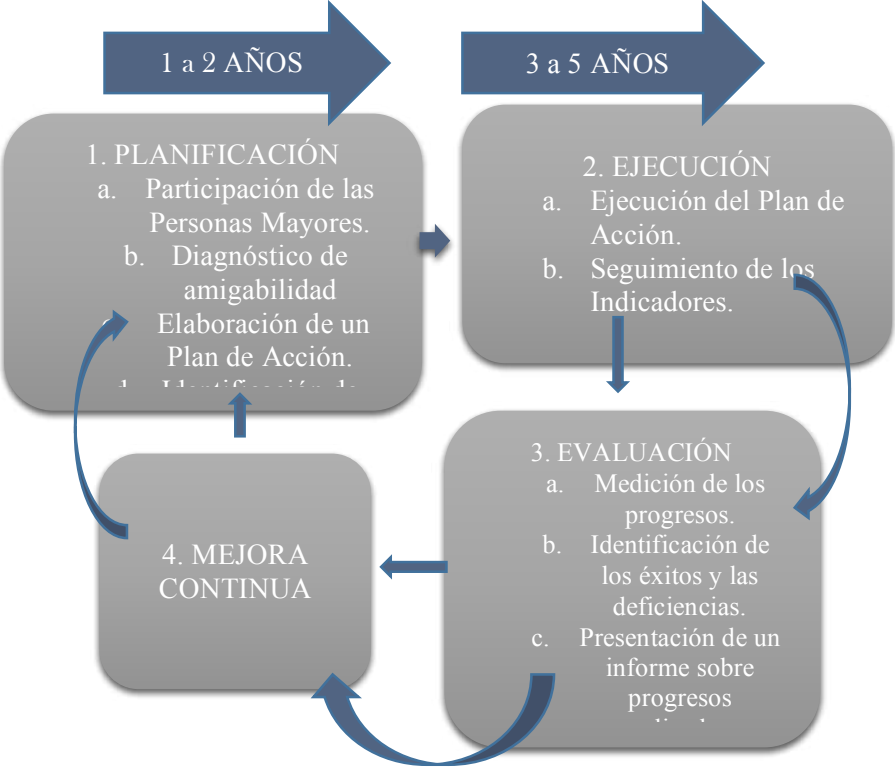 1 a 2 AÑOS
3 a 5 AÑOS
1. PLANIFICACIÓN
a. Participación de las
Personas Mayores.
b. Diagnóstico de
amigabilidad
Elaboración de un
Plan de Acción.
2. EJECUCIÓN
a. Ejecución del Plan de
Acción.
b. Seguimiento de los
Indicadores.
3. EVALUACIÓN
a. Medición de los
progresos.
b. Identificación de
los éxitos y las
deficiencias.
c. Presentación de un
informe sobre
progresos
4. MEJORA
CONTINUA